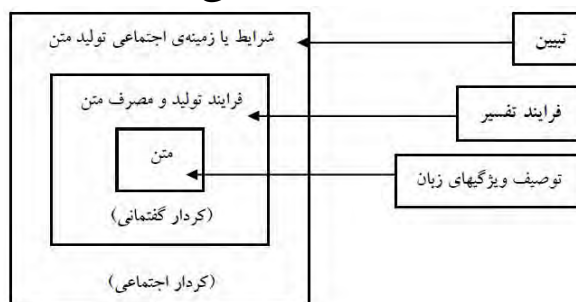 شرایط یا زمینه‌ی اجتماعی تولید متن
تبیین
فرایند تولید و مصرف متن
فرایند تفسیر
متن
توصیف ویژگیهای زبان
(کردار گفتمانی)
(کردار اجتماعی)